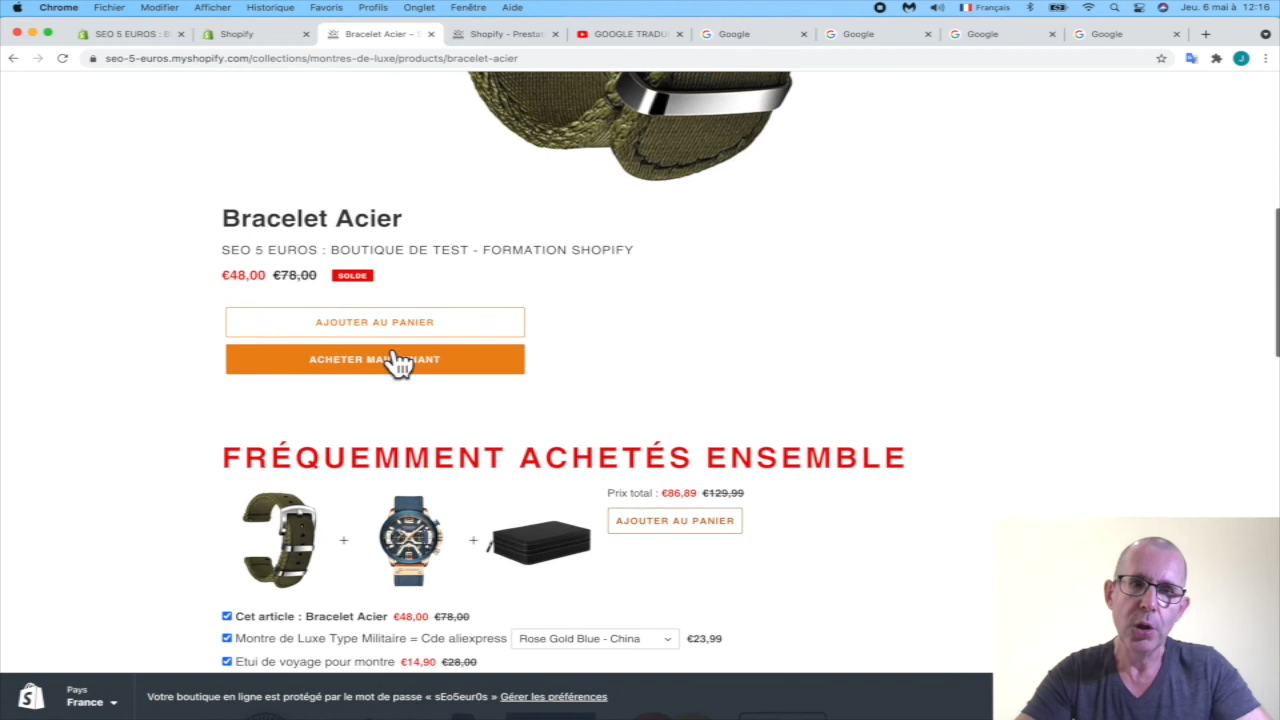 Chrome Fichier Modifier Afficher Historique Favoris Profils Onglet Fenêtre Aide Français Jeu. 6 mai à 12:16
SEO 5 EUROS : B Shopify Bracelet Acier – S Shopify - Prestat GOOGLE TRADU Google Google Google Google
seo-5-euros.myshopify.com/collections/montres-de-luxe/products/bracelet-acier
J
Bracelet Acier
SEO 5 EUROS : BOUTIQUE DE TEST - FORMATION SHOPIFY
€48,00 €78,00 SOLDE
AJOUTER AU PANIER
ACHETER
FRÉQUEMMENT ACHETÉS ENSEMBLE
Prix total : €86,89 €129,99
AJOUTER AU PANIER
+ +
Cet article : Bracelet Acier €48,00 €78,00
Montre de Luxe Type Militaire = Cde aliexpress Rose Gold Blue - China €23,99
Etui de voyage pour montre €14,90 €28,00
Pays
France
Votre boutique en ligne est protégé par le mot de passe « sEo5eur0s » Gérer les préférences